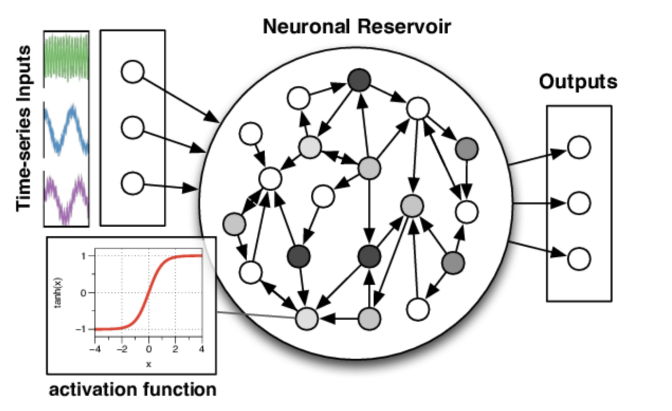 Neuronal Reservoir
Time-series Inputs
Outputs
tanh(x)
1
0
−1
−4
−2
0
2
4
x
activation function